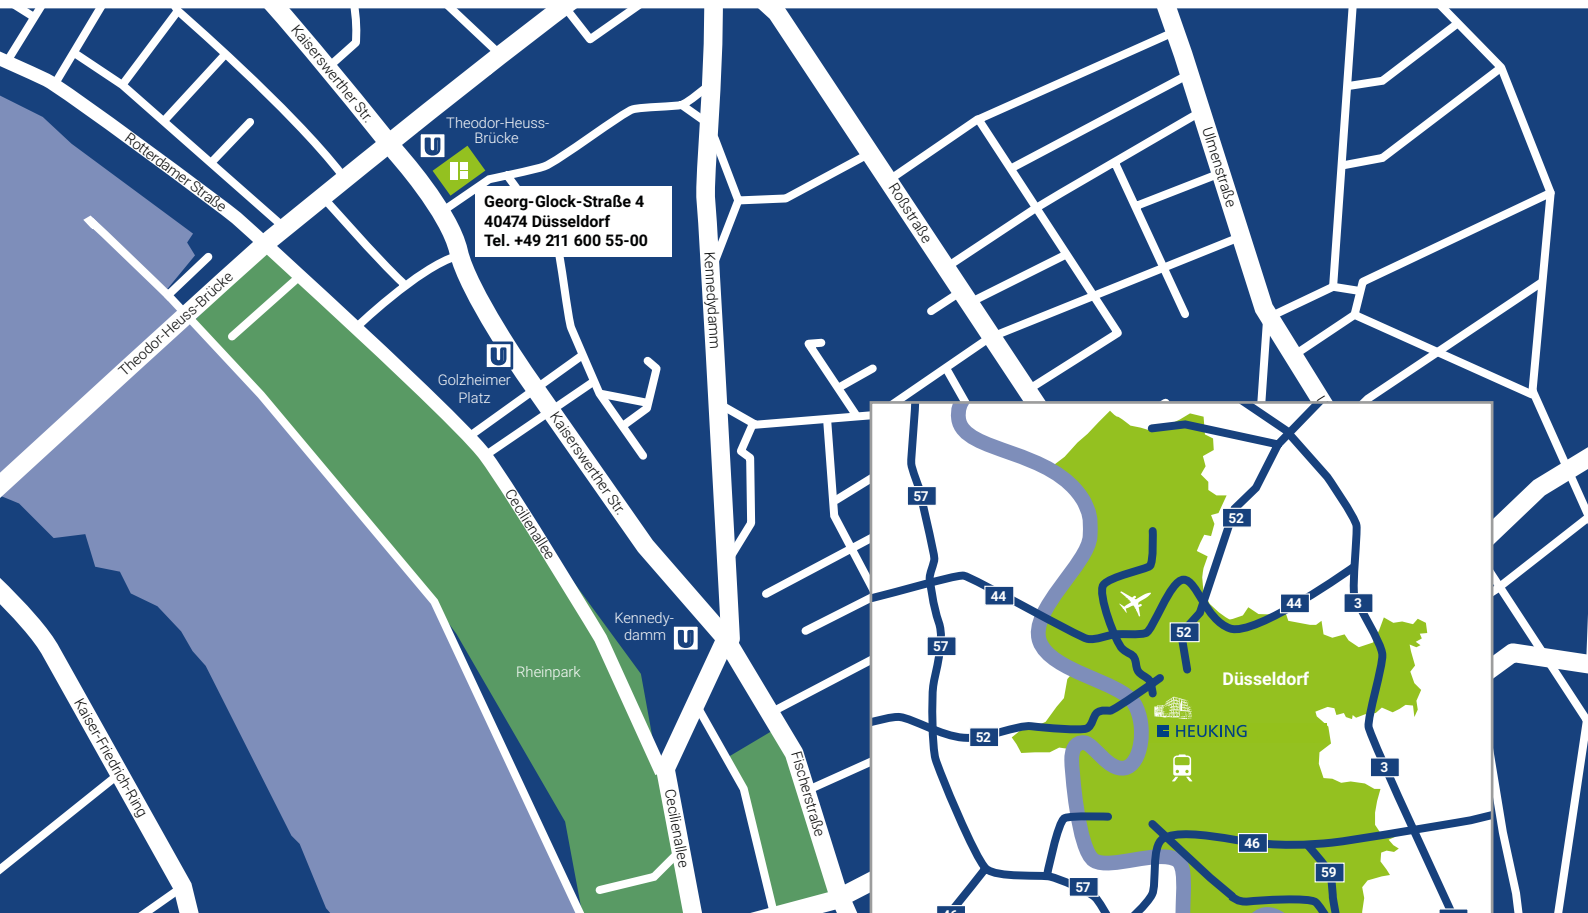 Kaiserswerther Str.
Theodor-Heuss-
Brücke
Rotterdamer Straße
Georg-Glock-Straße 4
40474 Düsseldorf
Tel. +49 211 600 55-00
Ulmenstraße
Roßstraße
Kennedydamm
Theodor-Heuss-Brücke
Golzheimer
Platz
Kaiserswerther Str.
Cecilienallee
Kennedy-
damm
Rheinpark
Kaiser-Friedrich-Ring
Fischerstraße
Cecilienallee
57
52
44
44
3
57
52
Düsseldorf
52
HEUKING
3
46
59
57
46